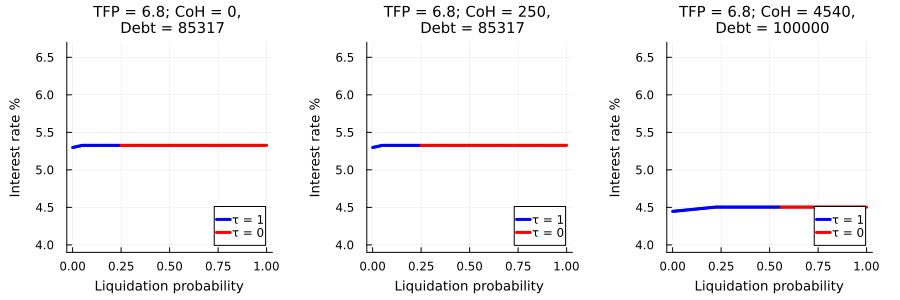 TFP = 6.8; CoH = 0,
Debt = 85317
Interest rate %
6.5
6.0
5.5
5.0
4.5
4.0
0.00 0.25 0.50 0.75 1.00
Liquidation probability
τ = 1
τ = 0
TFP = 6.8; CoH = 250,
Debt = 85317
Interest rate %
6.5
6.0
5.5
5.0
4.5
4.0
0.00 0.25 0.50 0.75 1.00
Liquidation probability
τ = 1
τ = 0
TFP = 6.8; CoH = 4540,
Debt = 100000
Interest rate %
6.5
6.0
5.5
5.0
4.5
4.0
0.00 0.25 0.50 0.75 1.00
Liquidation probability
τ = 1
τ = 0